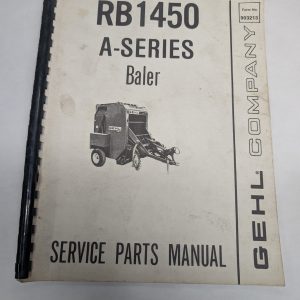 RB1450
A-SERIES
Baler
Form No.
903213
GEHL COMPANY
SERVICE PARTS MANUAL